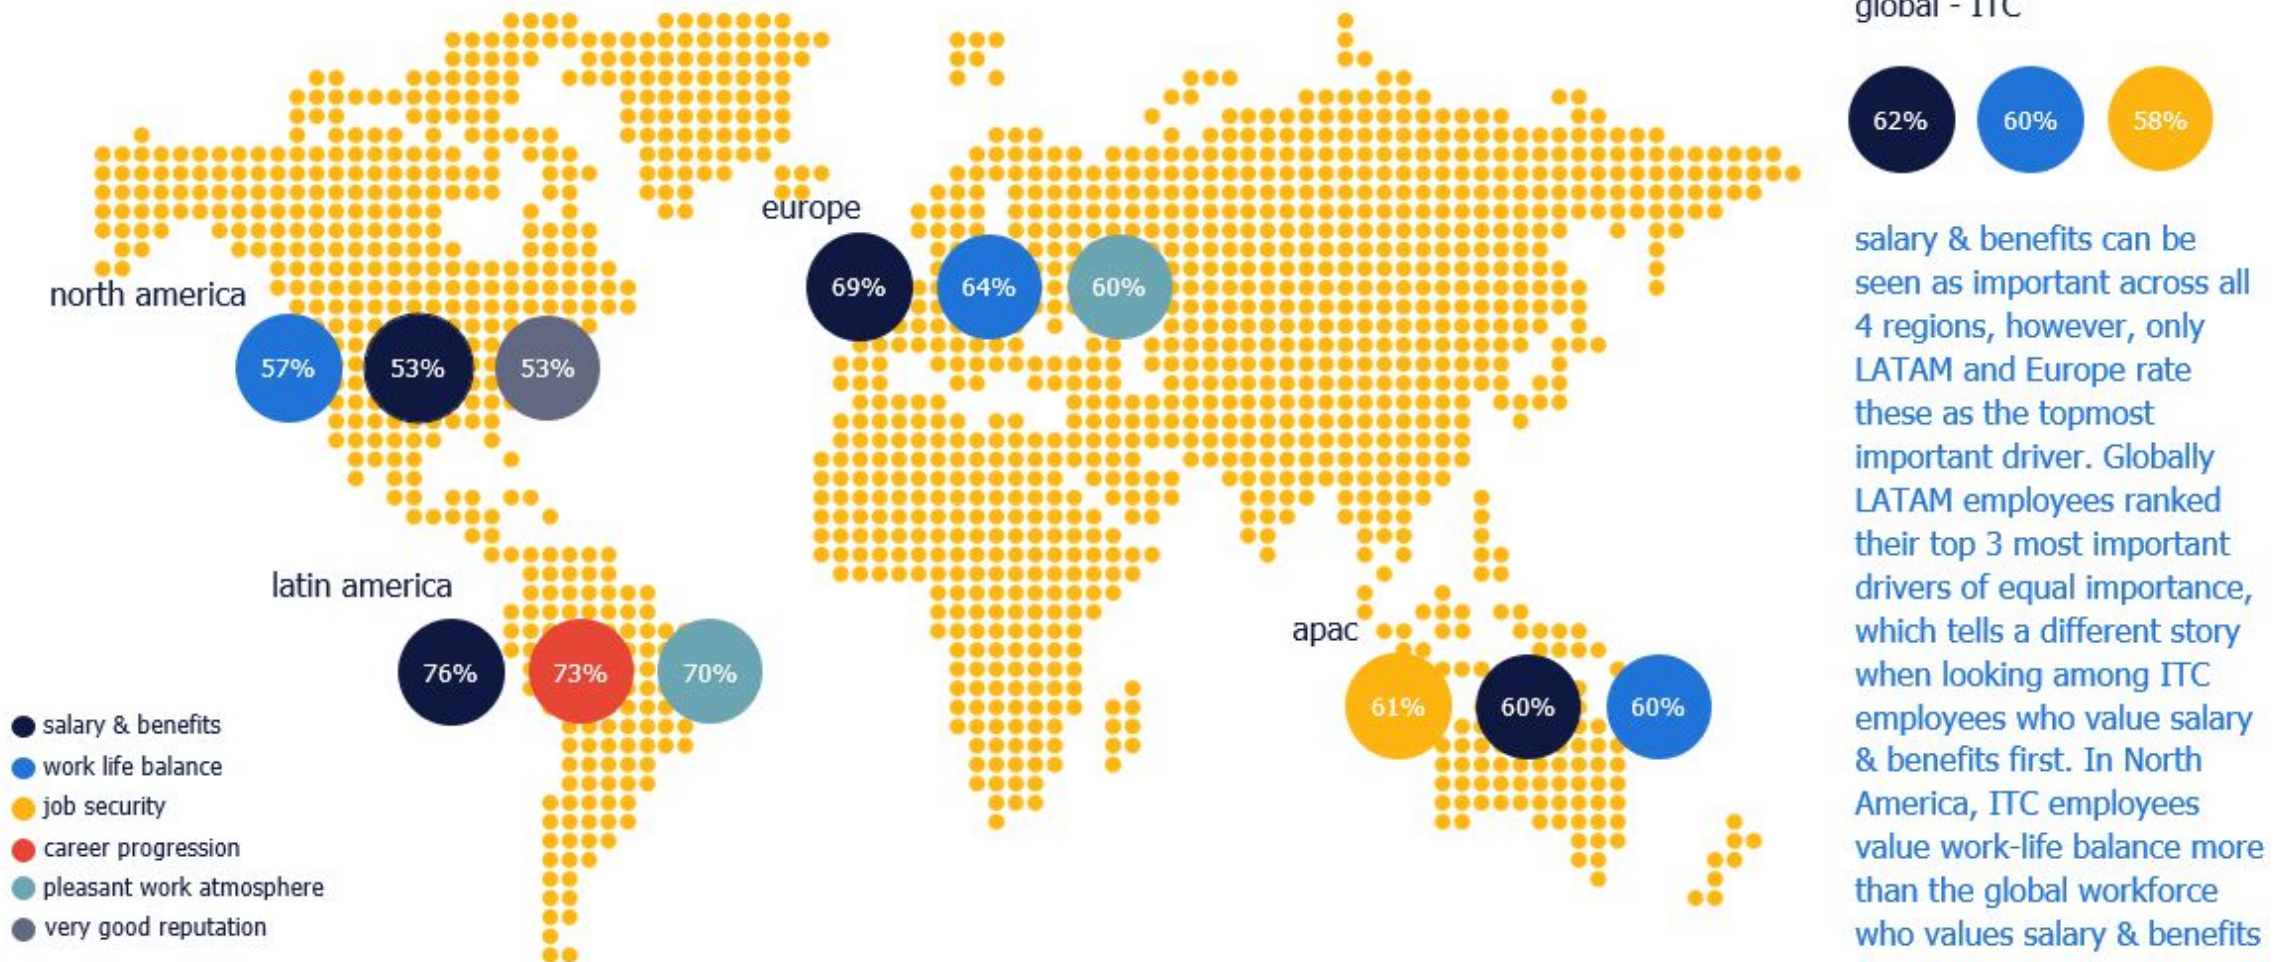 global - ITC
62% 60% 58%
europe
69% 64% 60%
north america
57% 53% 53%
latin america
76% 73% 70%
apac
61% 60% 60%
salary & benefits
work life balance
job security
career progression
pleasant work atmosphere
very good reputation
salary & benefits can be
seen as important across all
4 regions, however, only
LATAM and Europe rate
these as the topmost
important driver. Globally
LATAM employees ranked
their top 3 most important
drivers of equal importance,
which tells a different story
when looking among ITC
employees who value salary
& benefits first. In North
America, ITC employees
value work-life balance more
than the global workforce
who values salary & benefits